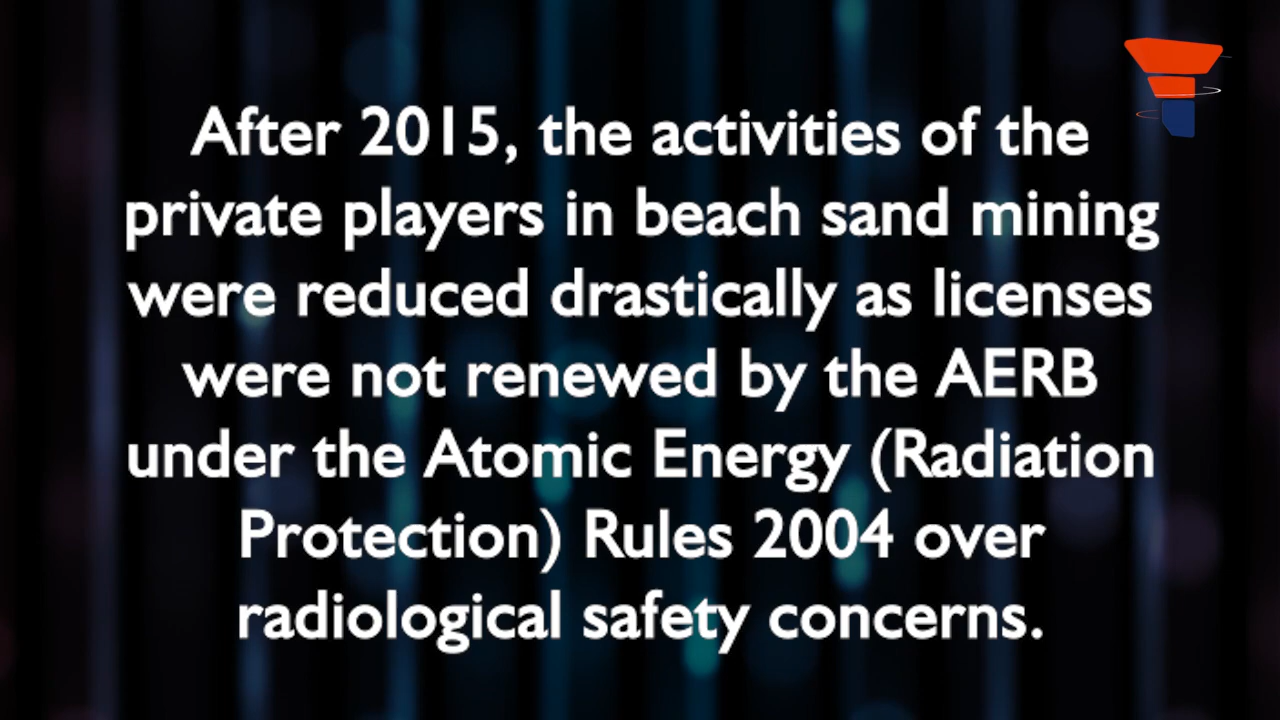 After 2015, the activities of the
private players in beach sand mining
were reduced drastically as licenses
were not renewed by the AERB
under the Atomic Energy (Radiation
Protection) Rules 2004 over
radiological safety concerns.